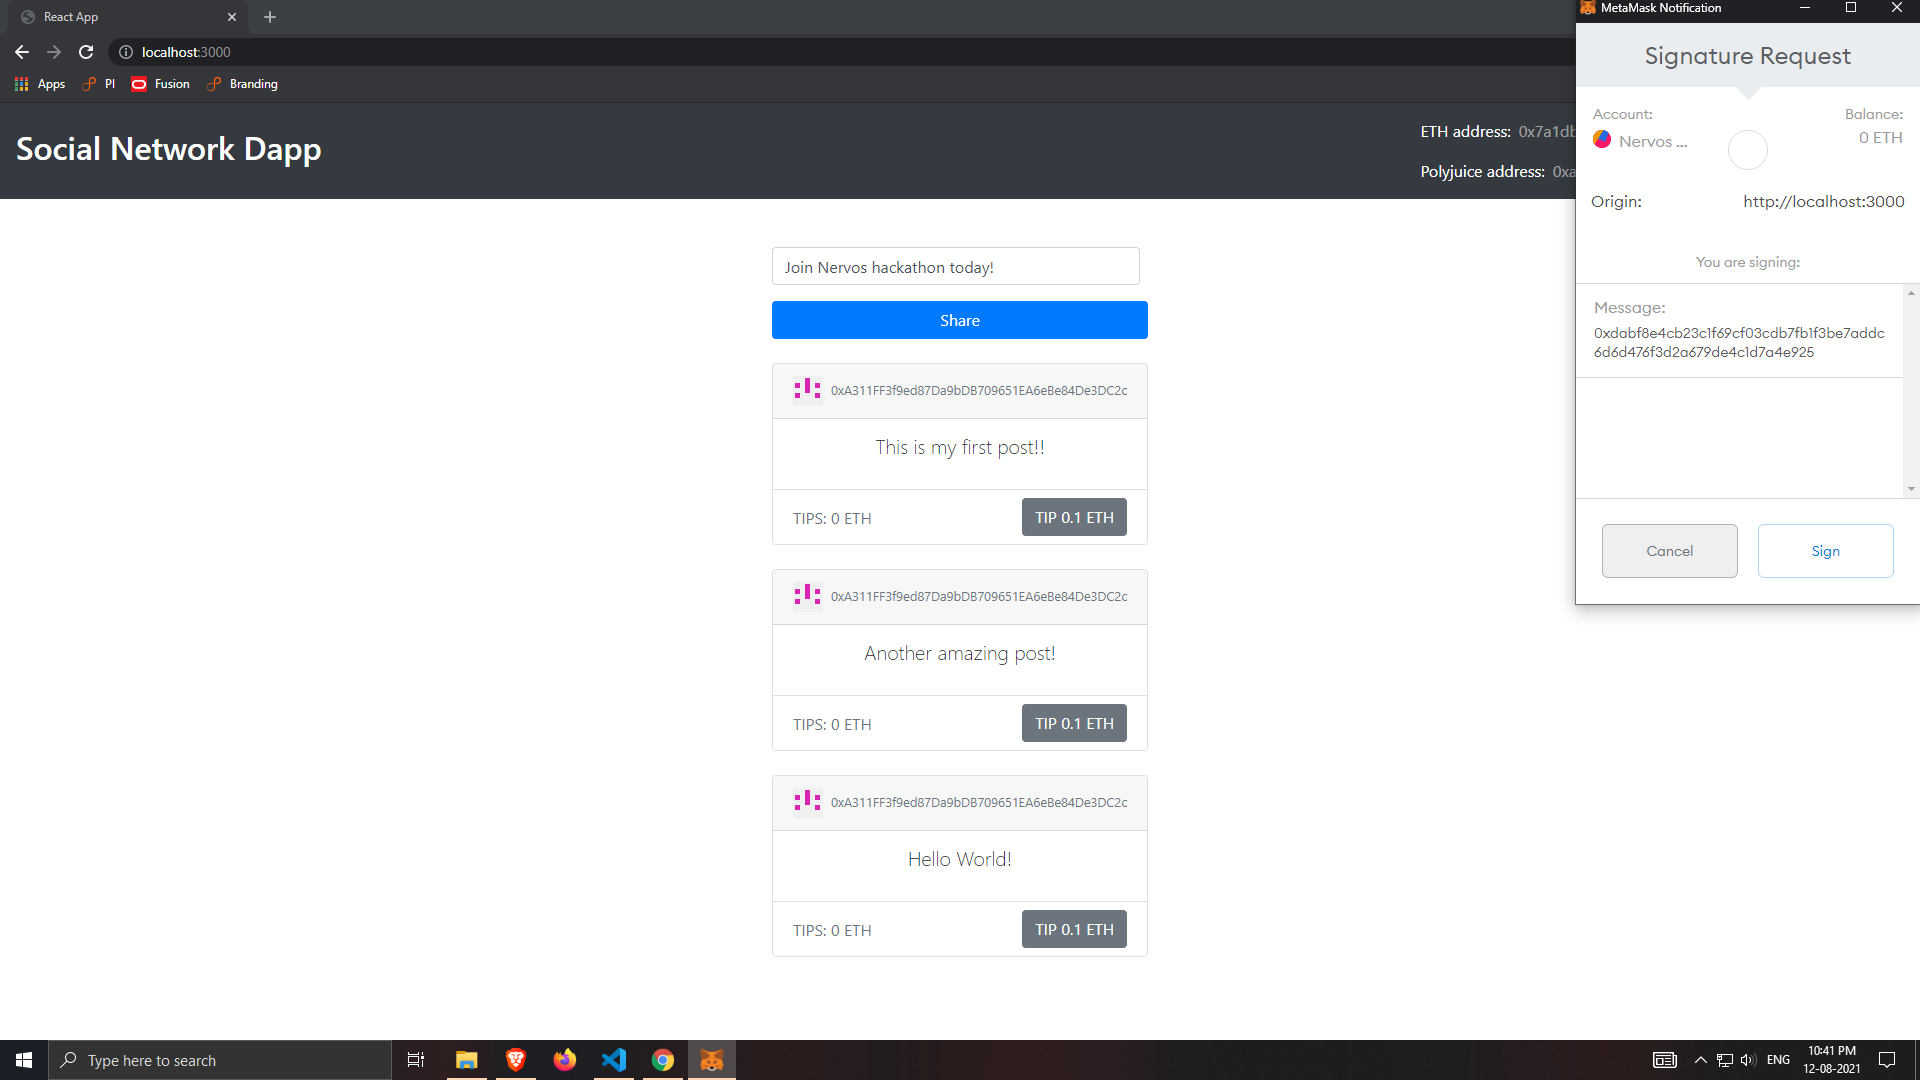 React App
localhost:3000
Apps
PI
Fusion
Branding
Social Network Dapp
ETH address: 0x7a1db
Polyjuice address: 0xa
Join Nervos hackathon today!
Share
0xA311FF3f9ed87Da9bDB709651EA6eBe84De3DC2c
This is my first post!!
TIPS: 0 ETH
TIP 0.1 ETH
0xA311FF3f9ed87Da9bDB709651EA6eBe84De3DC2c
Another amazing post!
TIPS: 0 ETH
TIP 0.1 ETH
0xA311FF3f9ed87Da9bDB709651EA6eBe84De3DC2c
Hello World!
TIPS: 0 ETH
TIP 0.1 ETH
MetaMask Notification
Signature Request
Account:
Nervos ...
Balance:
0 ETH
Origin:
http://localhost:3000
You are signing:
Message:
0xdabf8e4cb23c1f69cf03cdb7fb1f3be7addc
6d6d476f3d2a679de4c1d7a4e925
Cancel
Sign
Type here to search
ENG
10:41 PM
12-08-2021